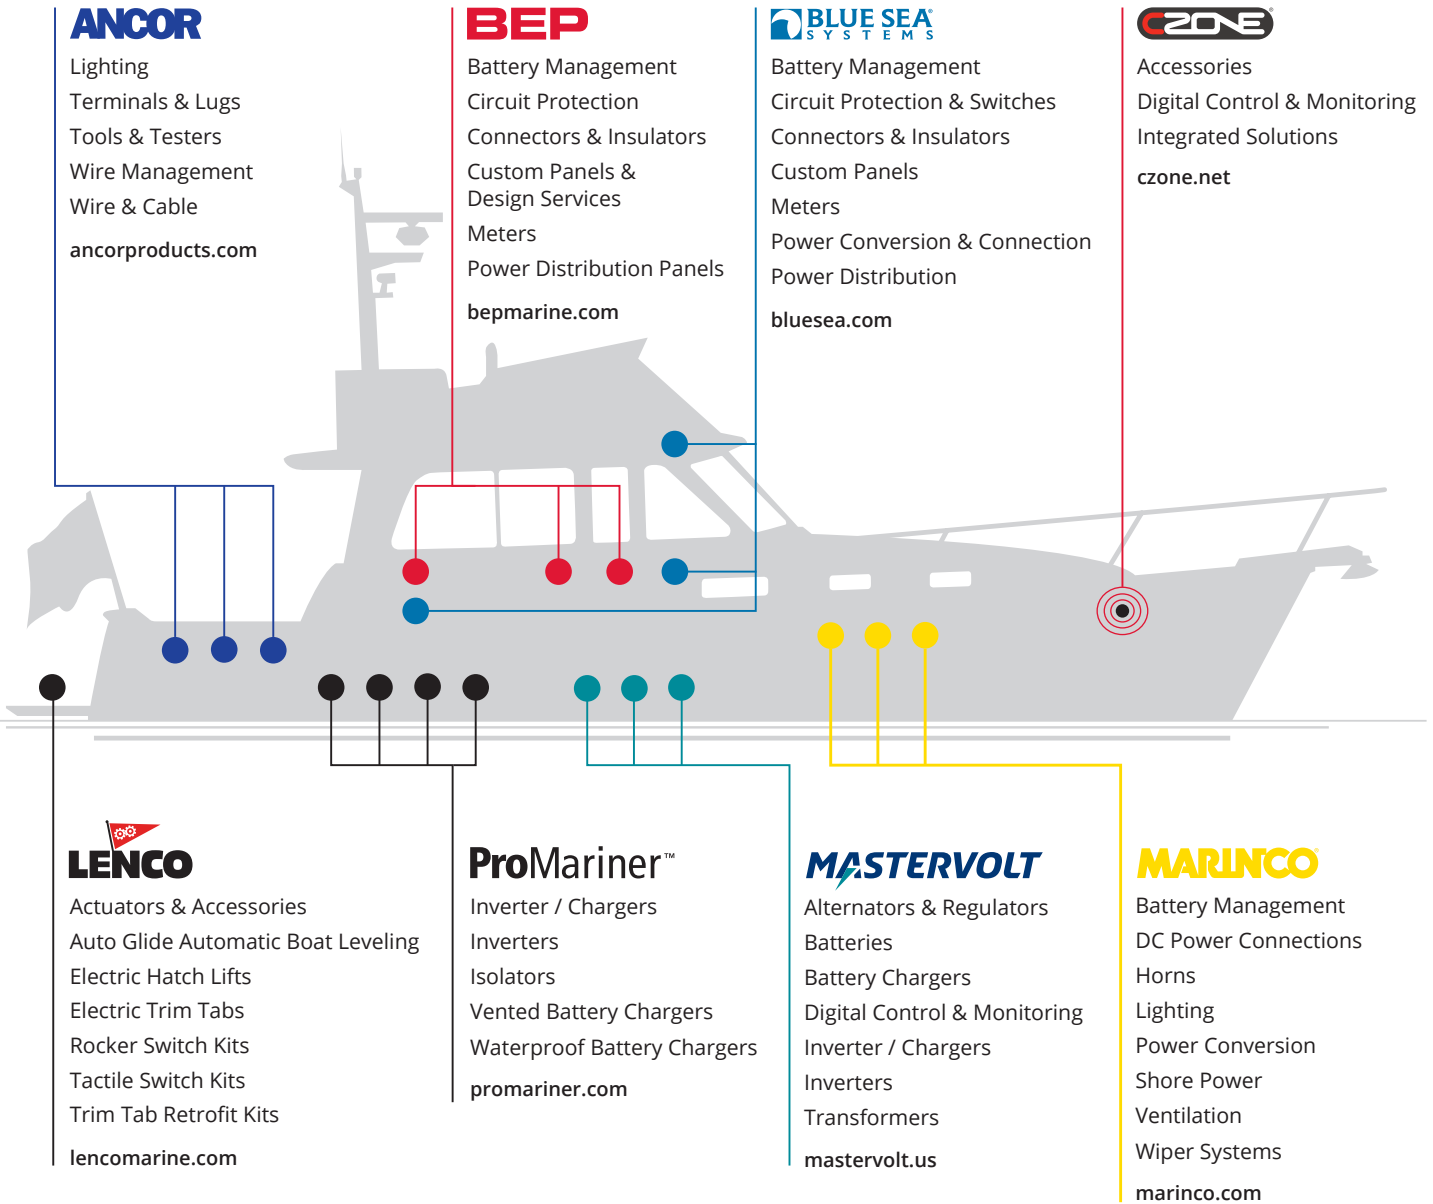 ANCOR
Lighting
Terminals & Lugs
Tools & Testers
Wire Management
Wire & Cable
ancorproducts.com
BEP
Battery Management
Circuit Protection
Connectors & Insulators
Custom Panels &
Design Services
Meters
Power Distribution Panels
bepmarine.com
BLUE SEA®
SYSTEMS
Battery Management
Circuit Protection & Switches
Connectors & Insulators
Custom Panels
Meters
Power Conversion & Connection
Power Distribution
bluesea.com
CZONE®
Accessories
Digital Control & Monitoring
Integrated Solutions
czone.net
LENCO
Actuators & Accessories
Auto Glide Automatic Boat Leveling
Electric Hatch Lifts
Electric Trim Tabs
Rocker Switch Kits
Tactile Switch Kits
Trim Tab Retrofit Kits
lencomarine.com
ProMariner™
Inverter / Chargers
Inverters
Isolators
Vented Battery Chargers
Waterproof Battery Chargers
promariner.com
MASTERVOLT
Alternators & Regulators
Batteries
Battery Chargers
Digital Control & Monitoring
Inverter / Chargers
Inverters
Transformers
mastervolt.us
MARINCO®
Battery Management
DC Power Connections
Horns
Lighting
Power Conversion
Shore Power
Ventilation
Wiper Systems
marinco.com